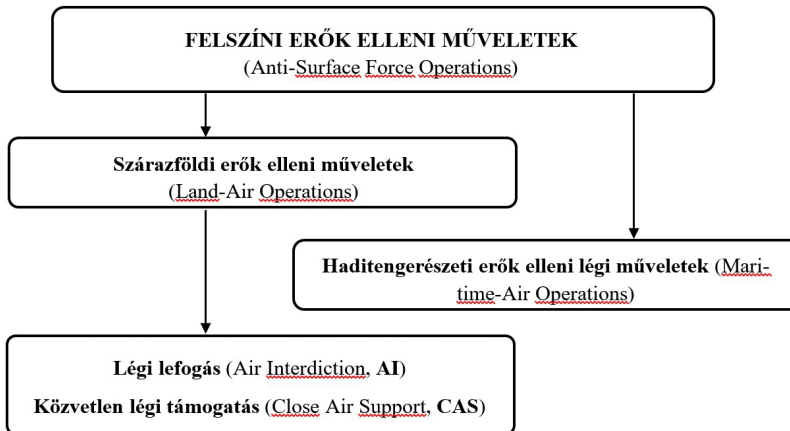 FELSZÍNI ERŐK ELLENI MŰVELETEK
(Anti-Surface Force Operations)
Szárazföldi erők elleni műveletek
(Land-Air Operations)
Haditengerészeti erők elleni légi műveletek (Mari-
time-Air Operations)
Légi lefogás (Air Interdiction, AI)
Közvetlen légi támogatás (Close Air Support, CAS)